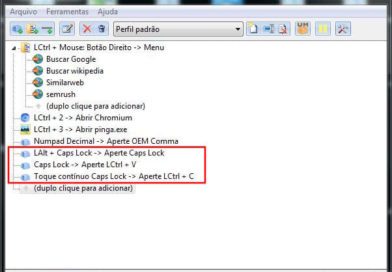 Arquivo Ferramentas Ajuda
Perfil padrão
LCtrl + Mouse: Botão Direito -> Menu
Buscar Google
Buscar wikipedia
Similarweb
semrush
(duplo clique para adicionar)
LCtrl + 2 -> Abrir Chromium
LCtrl + 3 -> Abrir pinga.exe
Numpad Decimal -> Aperte OEM Comma
LAlt + Caps Lock -> Aperte Caps Lock
Caps Lock -> Aperte LCtrl + V
Toque contínuo Caps Lock -> Aperte LCtrl + C
(duplo clique para adicionar)